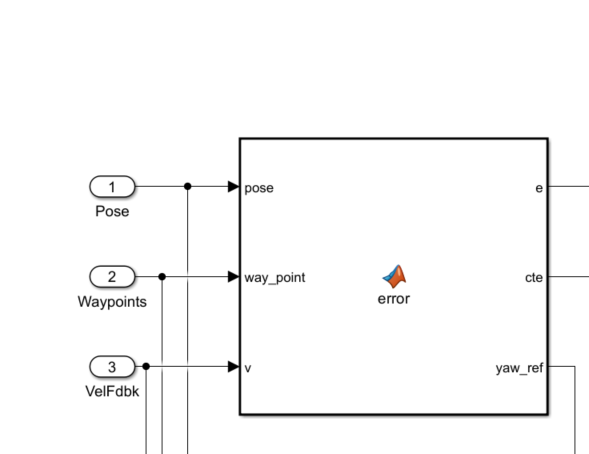 1
Pose
2
Waypoints
3
VelFdbk
pose
way_point
v
error
e
cte
yaw_ref